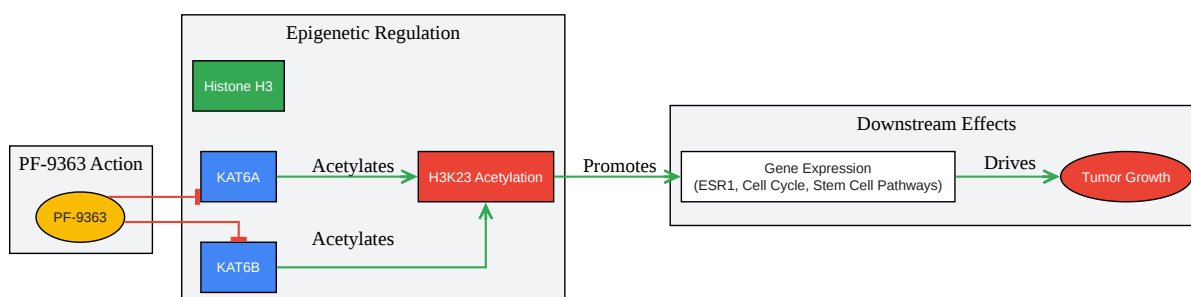 Epigenetic Regulation
Histone H3
Downstream Effects
PF-9363 Action
KAT6A
Acetylates
H3K23 Acetylation
Promotes
Gene Expression
(ESR1, Cell Cycle, Stem Cell Pathways)
Drives
Tumor Growth
PF-9363
KAT6B
Acetylates